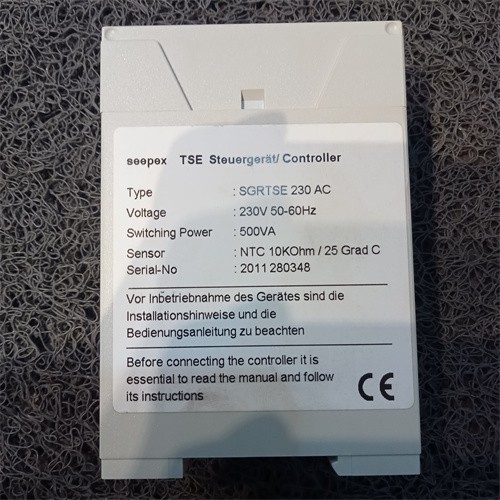 seepex TSE Steuergerät/ Controller
Type : SGRTSE 230 AC
Voltage : 230V 50-60Hz
Switching Power : 500VA
Sensor : NTC 10KOhm / 25 Grad C
Serial-No : 2011 280348
Vor Inbetriebnahme des Gerätes sind die
Installationshinweise und die
Bedienungsanleitung zu beachten
Before connecting the controller it is
essential to read the manual and follow
its instructions
CE